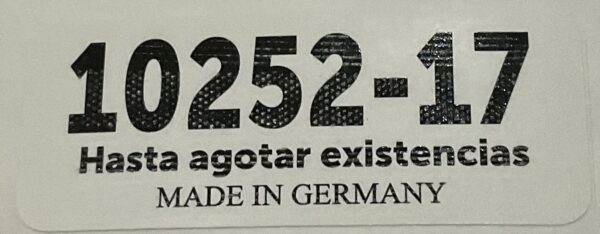 10252-17
Hasta agotar existencias
MADE IN GERMANY